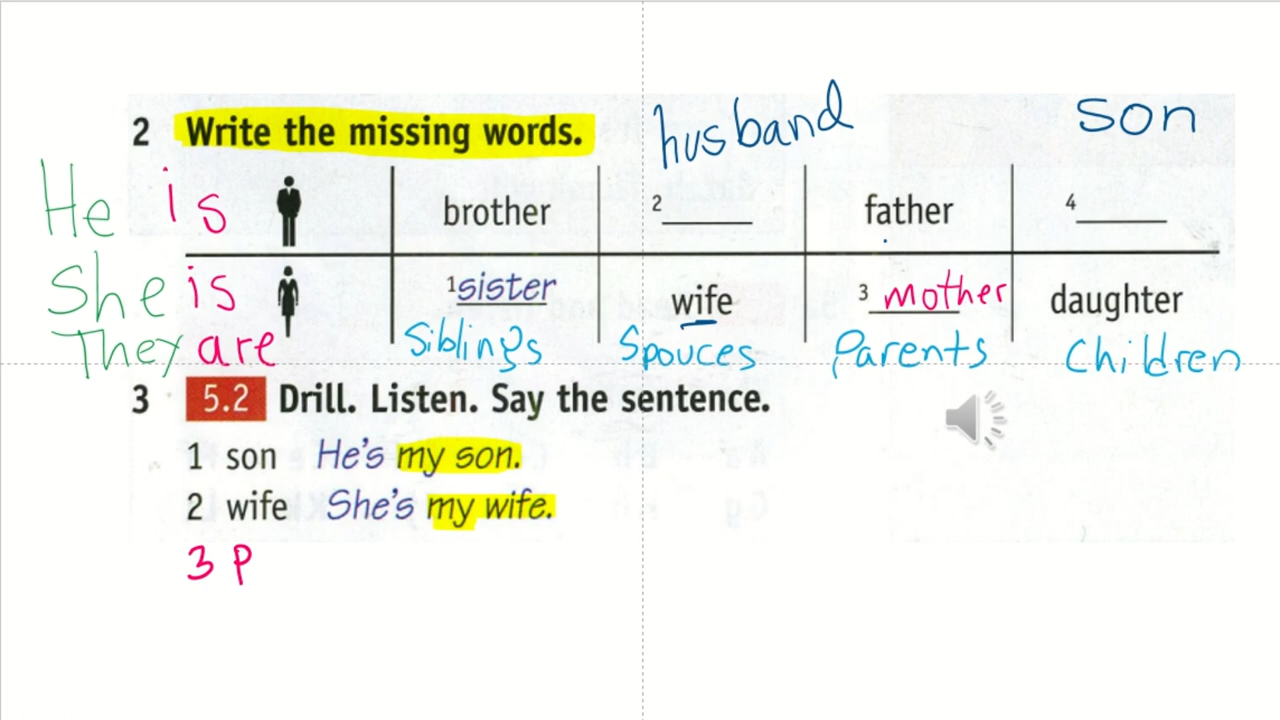 husband son
2 Write the missing words.
He is brother 2 father 4
She is 1 sister wife 3 mother daughter
They are Siblings Spouces Parents Children
3 5.2 Drill. Listen. Say the sentence.
1 son He's my son.
2 wife She's my wife.
3 P